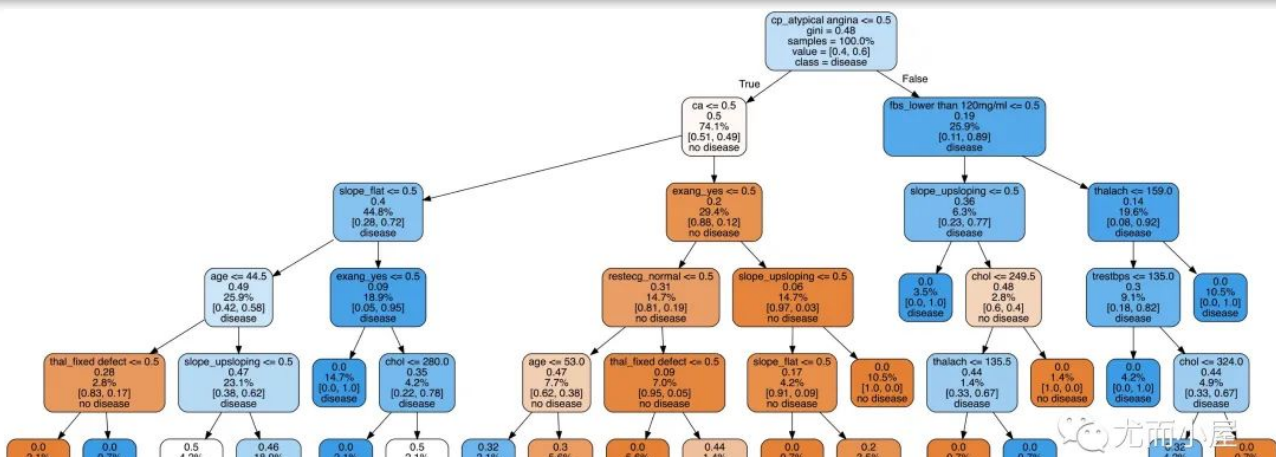 cp_atypical angina <= 0.5
gini = 0.48
samples = 100.0%
value = [0.4, 0.6]
class = disease
True
False
ca <= 0.5
0.5
74.1%
[0.51, 0.49]
no disease
fbs_lower than 120mg/ml <= 0.5
0.19
25.9%
[0.11, 0.89]
disease
slope_flat <= 0.5
0.4
44.8%
[0.28, 0.72]
disease
exang_yes <= 0.5
0.2
29.4%
[0.88, 0.12]
no disease
slope_upsloping <= 0.5
0.36
6.3%
[0.23, 0.77]
disease
thalach <= 159.0
0.14
19.6%
[0.08, 0.92]
disease
age <= 44.5
0.49
25.9%
[0.42, 0.58]
disease
exang_yes <= 0.5
0.09
18.9%
[0.05, 0.95]
disease
restecg_normal <= 0.5
0.31
14.7%
[0.81, 0.19]
no disease
slope_upsloping <= 0.5
0.06
14.7%
[0.97, 0.03]
no disease
0.0
3.5%
[0.0, 1.0]
disease
chol <= 249.5
0.48
2.8%
[0.6, 0.4]
no disease
trestbps <= 135.0
0.3
9.1%
[0.18, 0.82]
disease
0.0
10.5%
[0.0, 1.0]
disease
thal_fixed defect <= 0.5
0.28
2.8%
[0.83, 0.17]
no disease
slope_upsloping <= 0.5
0.47
23.1%
[0.38, 0.62]
disease
0.0
14.7%
[0.0, 1.0]
disease
chol <= 280.0
0.35
4.2%
[0.22, 0.78]
disease
age <= 53.0
0.47
7.7%
[0.62, 0.38]
no disease
thal_fixed defect <= 0.5
0.09
7.0%
[0.95, 0.05]
no disease
slope_flat <= 0.5
0.17
4.2%
[0.91, 0.09]
no disease
0.0
10.5%
[1.0, 0.0]
no disease
thalach <= 135.5
0.44
1.4%
[0.33, 0.67]
disease
0.0
1.4%
[1.0, 0.0]
no disease
0.0
4.2%
[0.0, 1.0]
disease
chol <= 324.0
0.44
4.9%
[0.33, 0.67]
disease
0.0
0.0
0.5
0.46
0.0
0.5
0.32
0.3
0.0
0.44
0.0
0.2
0.0
0.0
0.32
0.0
尤而小屋